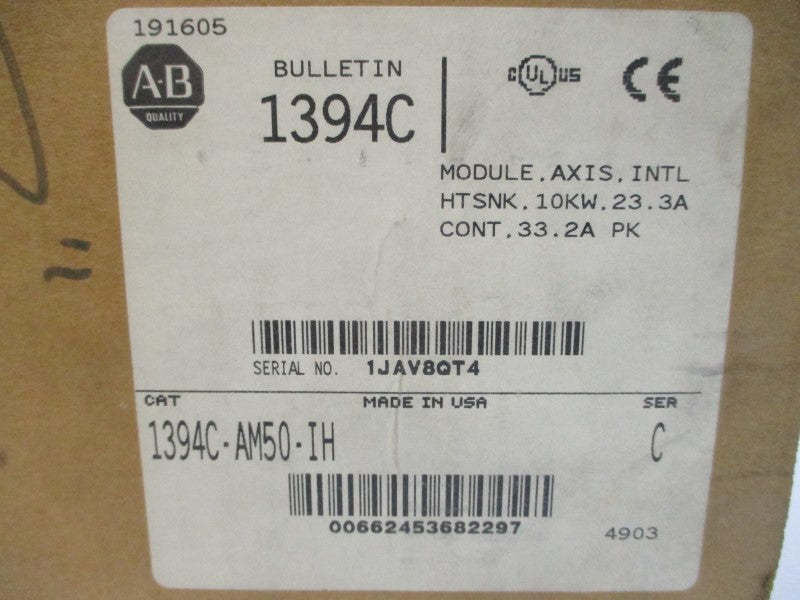 191605
A·B
QUALITY
BULLETIN
1394C
C UL US
CE
MODULE,AXIS,INTL
HTSNK,10KW,23.3A
CONT,33.2A PK
SERIAL NO. 1JAV8QT4
CAT MADE IN USA SER
1394C-AM50-IH C
00662453682297
4903